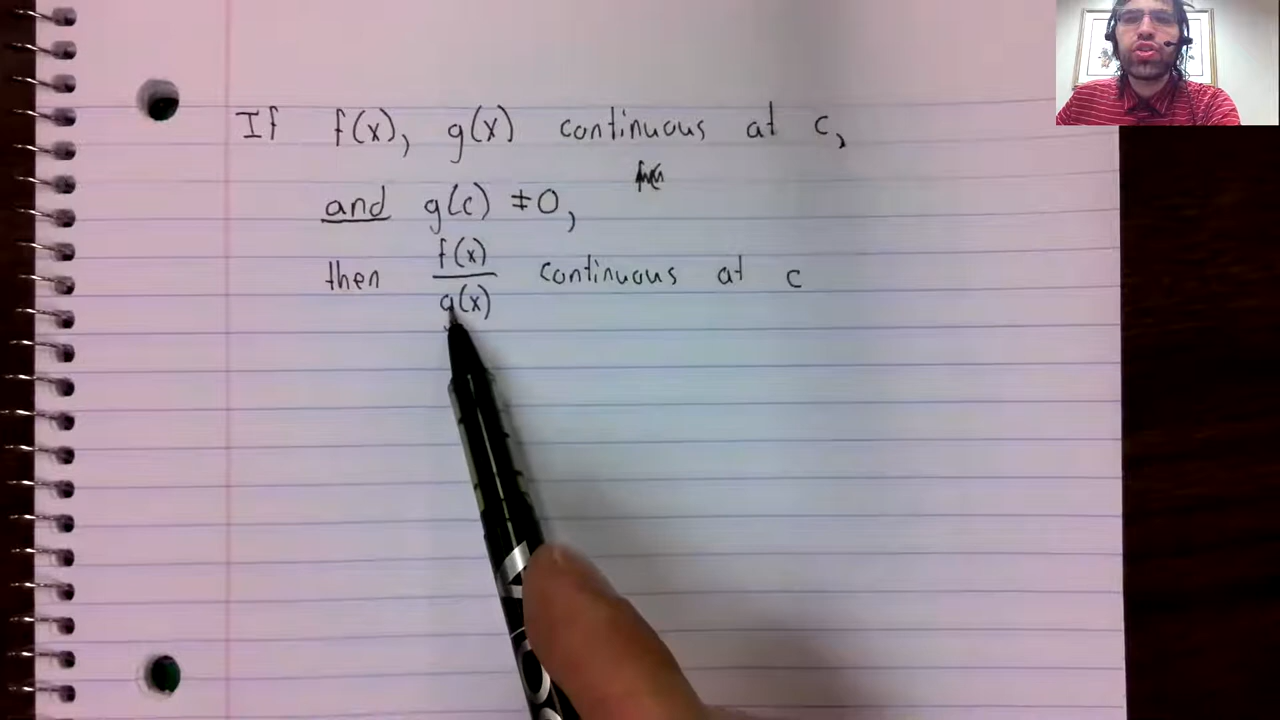 If f(x), g(x) continuous at c,
and g(c) ≠ 0,
then f(x)/g(x) continuous at c